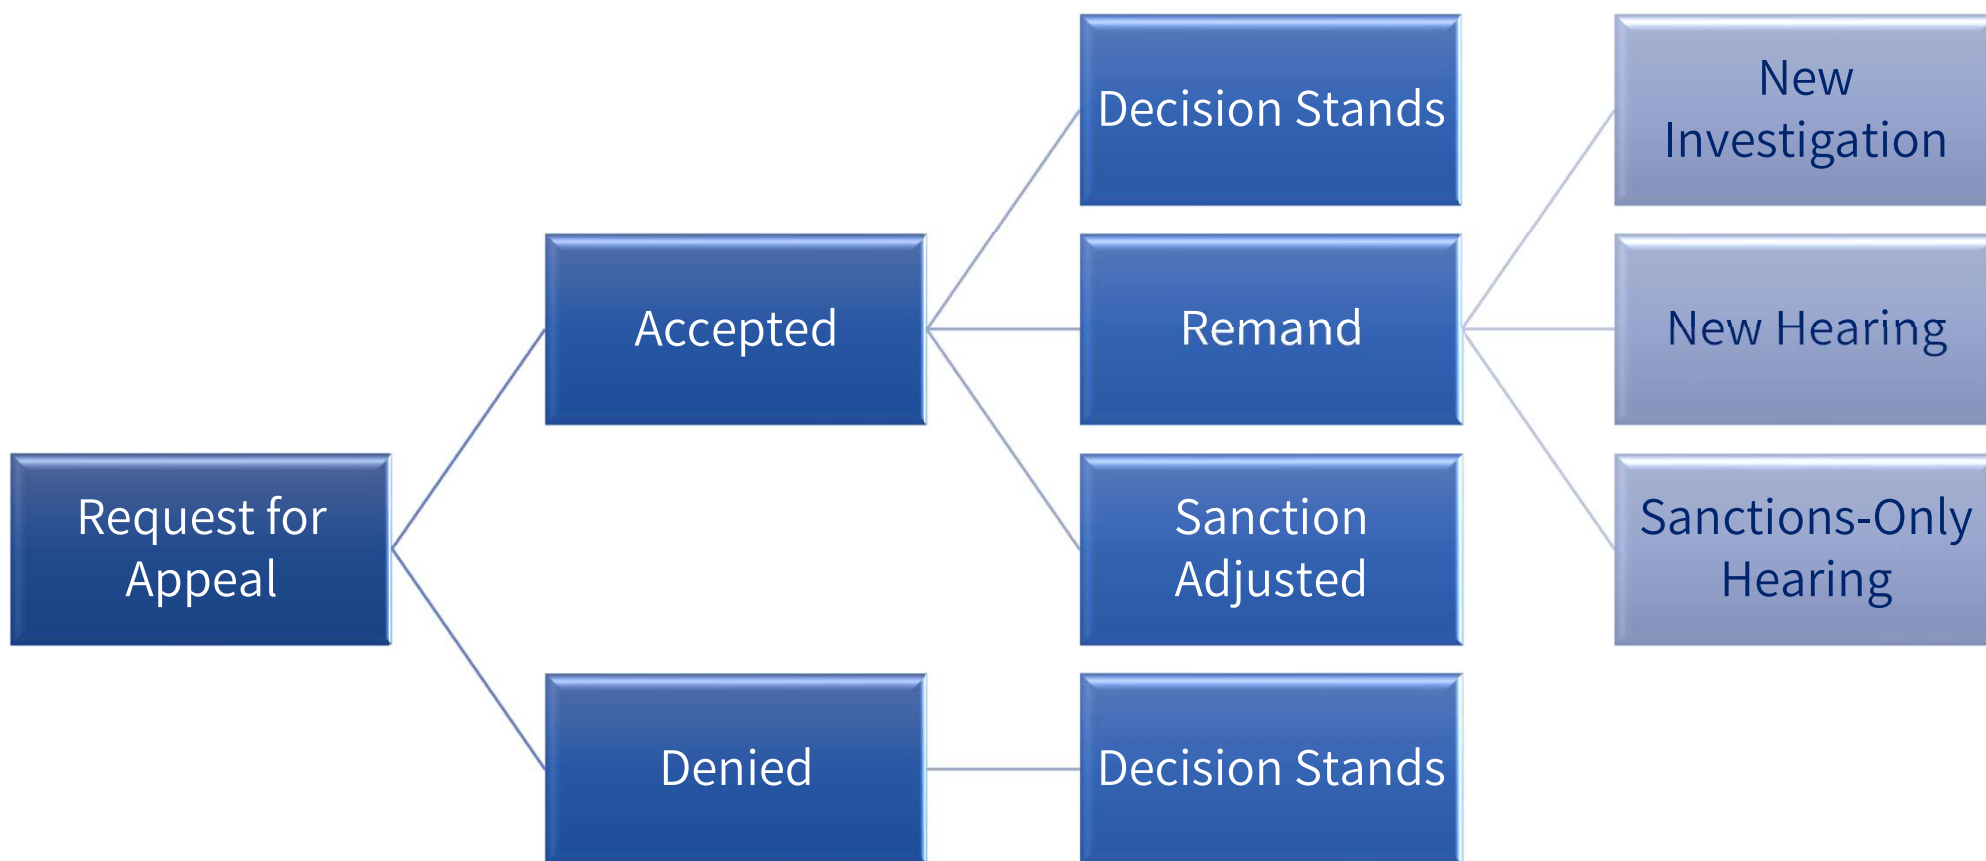 Decision Stands
New
Investigation
Accepted
Remand
New Hearing
Request for
Appeal
Sanction
Adjusted
Sanctions-Only
Hearing
Denied
Decision Stands